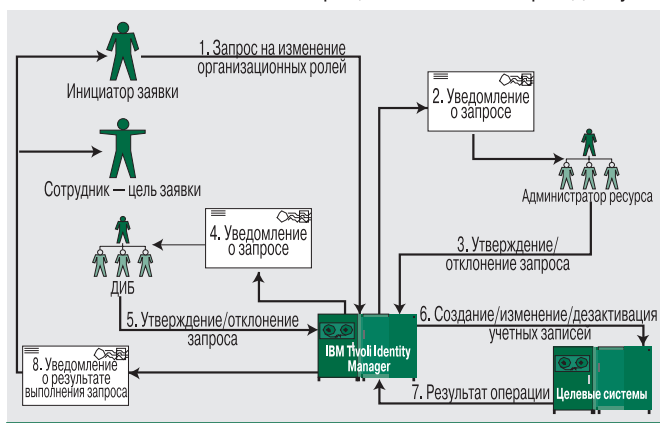 1. Запрос на изменение
организационных ролей
Инициатор заявки
2. Уведомление
о запросе
Сотрудник — цель заявки
Администратор ресурса
4. Уведомление
о запросе
3. Утверждение/
отклонение запроса
ДИБ
5. Утверждение/отклонение
запроса
6. Создание/изменение/дезактивация
учетных записей
IBM Tivoli Identity
Manager
8. Уведомление
о результате
выполнения запроса
7. Результат операции
Целевые системы